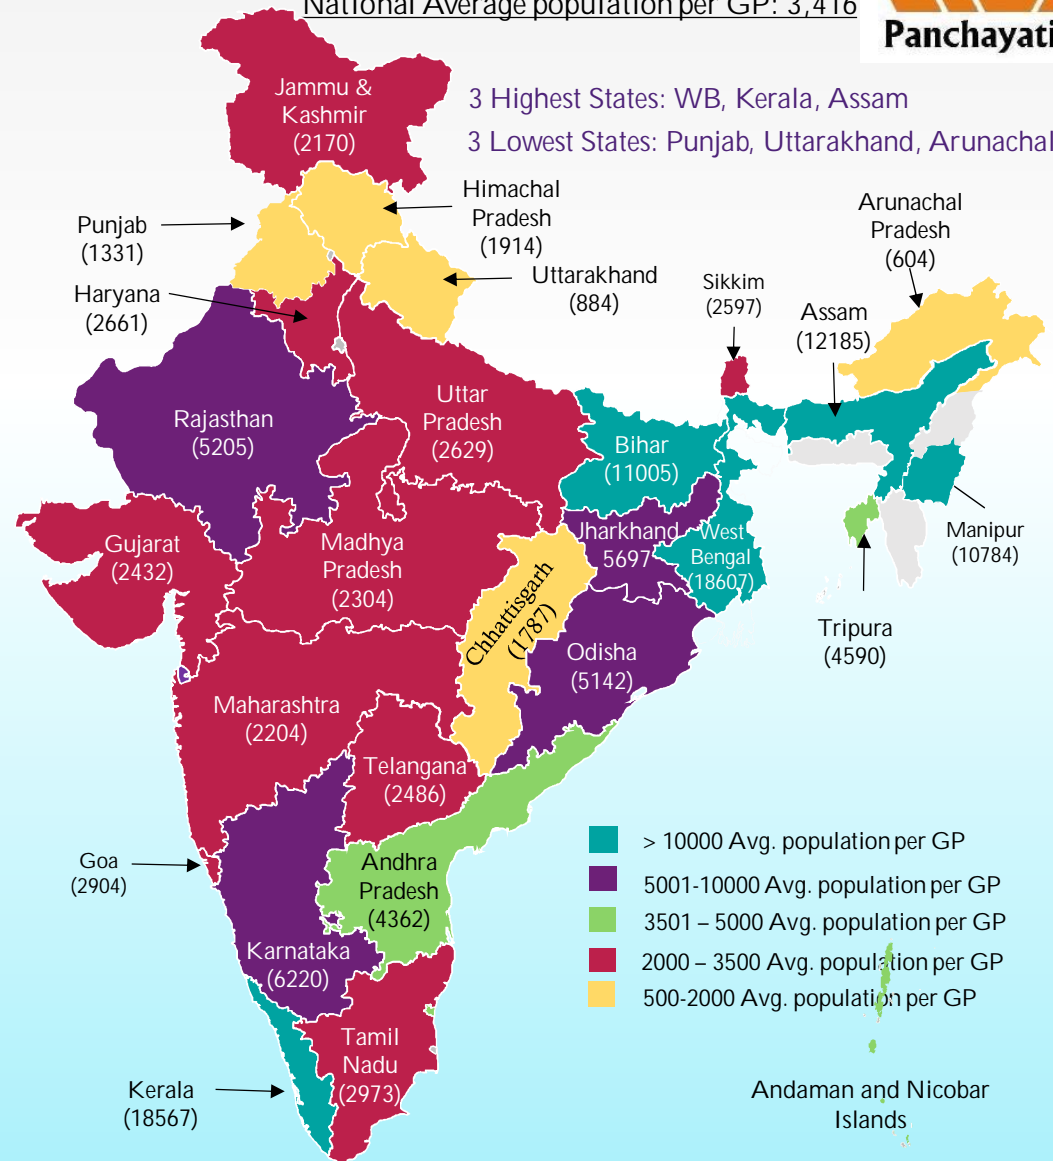 National Average population per GP: 3,416
Panchayati
Jammu &
Kashmir
(2170)
3 Highest States: WB, Kerala, Assam
3 Lowest States: Punjab, Uttarakhand, Arunachal
Himachal
Pradesh
(1914)
Punjab
(1331)
Arunachal
Pradesh
(604)
Uttarakhand
(884)
Haryana
(2661)
Sikkim
(2597)
Assam
(12185)
Rajasthan
(5205)
Uttar
Pradesh
(2629)
Bihar
(11005)
Gujarat
(2432)
Madhya
Pradesh
(2304)
Jharkhand
5697
West
Bengal
(18607)
Manipur
(10784)
Chhattisgarh
(1787)
Tripura
(4590)
Odisha
(5142)
Maharashtra
(2204)
Telangana
(2486)
Goa
(2904)
Andhra
Pradesh
(4362)
> 10000 Avg. population per GP
5001-10000 Avg. population per GP
3501 – 5000 Avg. population per GP
2000 – 3500 Avg. population per GP
500-2000 Avg. population per GP
Karnataka
(6220)
Tamil
Nadu
(2973)
Kerala
(18567)
Andaman and Nicobar
Islands